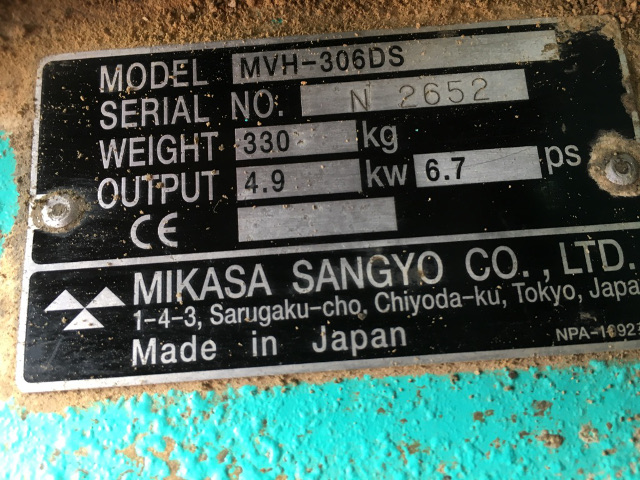 MODEL MVH-306DS
SERIAL NO. N 2652
WEIGHT 330 kg
OUTPUT 4.9 kw 6.7 ps
CE
MIKASA SANGYO CO., LTD.
1-4-3, Sarugaku-cho, Chiyoda-ku, Tokyo, Japa
Made in Japan